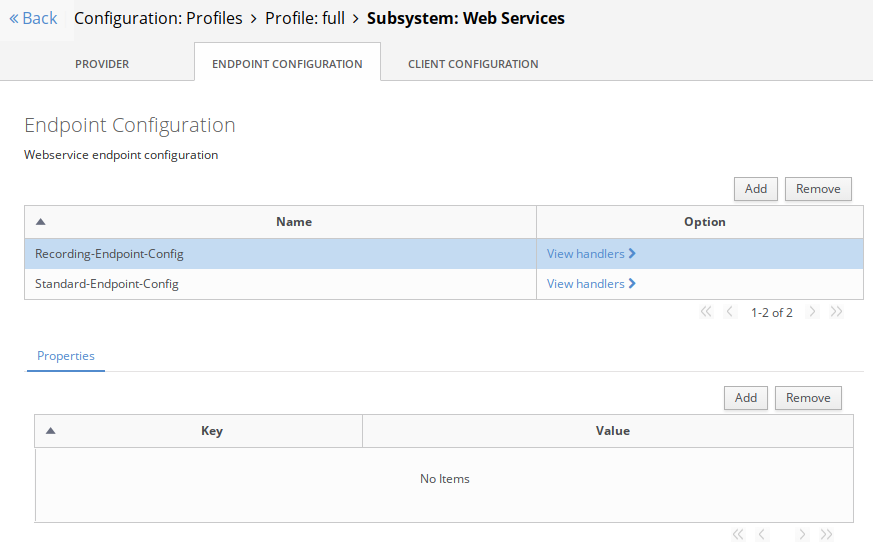 « Back Configuration: Profiles > Profile: full > Subsystem: Web Services
PROVIDER ENDPOINT CONFIGURATION CLIENT CONFIGURATION
Endpoint Configuration
Webservice endpoint configuration
Add Remove
Name Option
Recording-Endpoint-Config View handlers
Standard-Endpoint-Config View handlers
1-2 of 2
Properties
Add Remove
Key Value
No Items